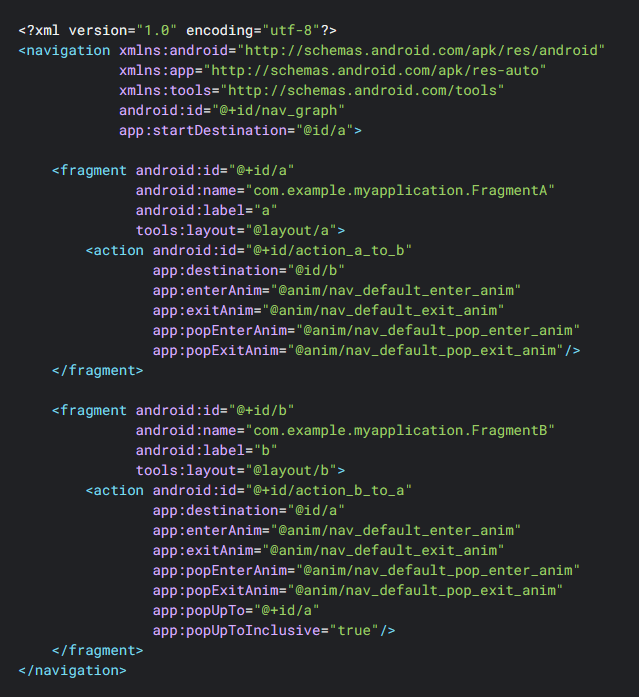 <?xml version="1.0" encoding="utf-8"?>
<navigation xmlns:android="http://schemas.android.com/apk/res/android"
            xmlns:app="http://schemas.android.com/apk/res-auto"
            xmlns:tools="http://schemas.android.com/tools"
            android:id="@+id/nav_graph"
            app:startDestination="@id/a">

    <fragment android:id="@+id/a"
              android:name="com.example.myapplication.FragmentA"
              android:label="a"
              tools:layout="@layout/a">
        <action android:id="@+id/action_a_to_b"
                app:destination="@id/b"
                app:enterAnim="@anim/nav_default_enter_anim"
                app:exitAnim="@anim/nav_default_exit_anim"
                app:popEnterAnim="@anim/nav_default_pop_enter_anim"
                app:popExitAnim="@anim/nav_default_pop_exit_anim"/>
    </fragment>

    <fragment android:id="@+id/b"
              android:name="com.example.myapplication.FragmentB"
              android:label="b"
              tools:layout="@layout/b">
        <action android:id="@+id/action_b_to_a"
                app:destination="@id/a"
                app:enterAnim="@anim/nav_default_enter_anim"
                app:exitAnim="@anim/nav_default_exit_anim"
                app:popEnterAnim="@anim/nav_default_pop_enter_anim"
                app:popExitAnim="@anim/nav_default_pop_exit_anim"
                app:popUpTo="@+id/a"
                app:popUpToInclusive="true"/>
    </fragment>
</navigation>